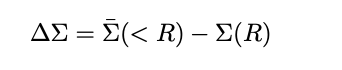 ΔΣ = Σ̄(< R) − Σ(R)